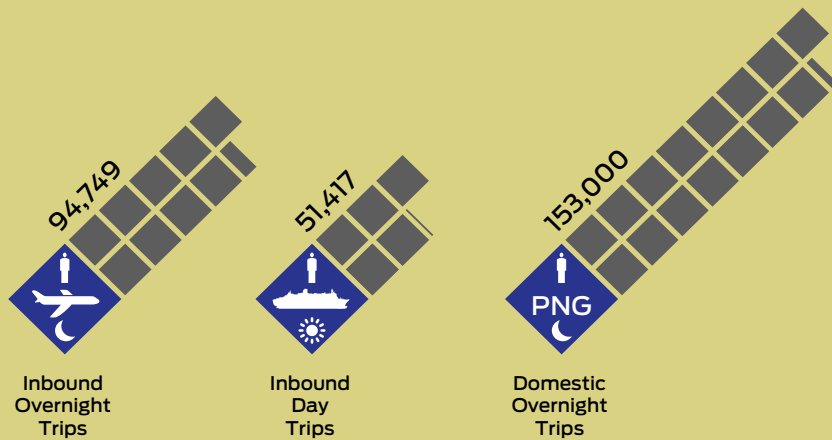 94,749
Inbound
Overnight
Trips
51,417
Inbound
Day
Trips
153,000
PNG
Domestic
Overnight
Trips